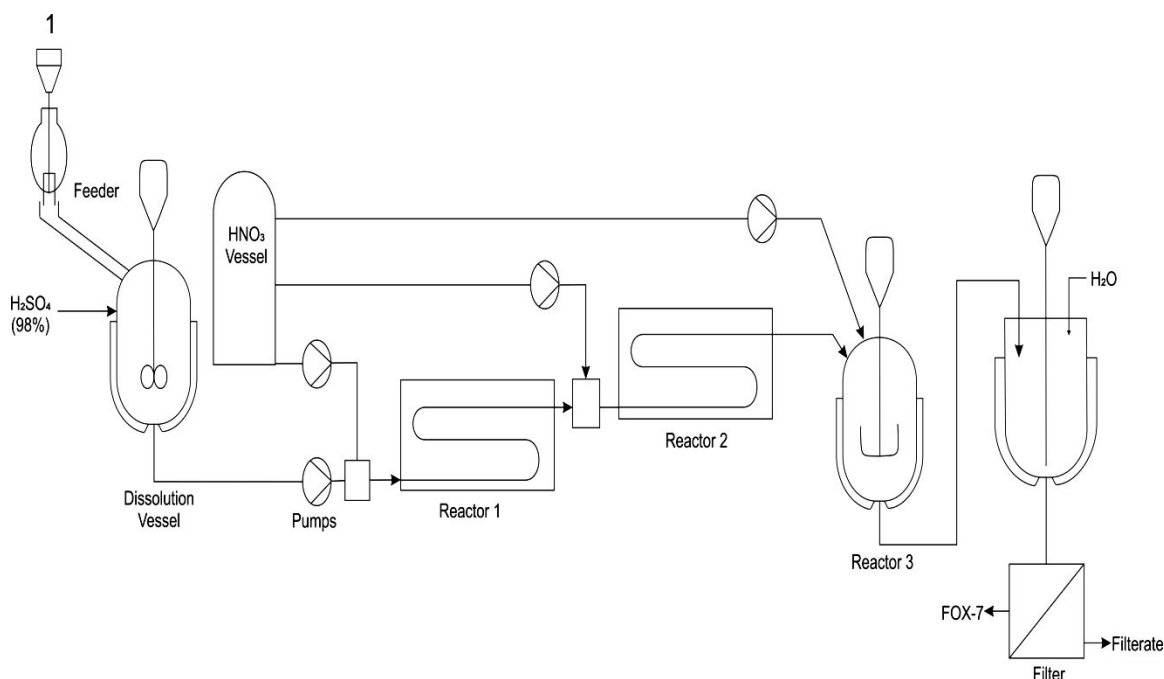 1
Feeder
H₂SO₄
(98%)
Dissolution
Vessel
HNO₃
Vessel
Pumps
Reactor 1
Reactor 2
Reactor 3
H₂O
FOX-7
Filterate
Filter